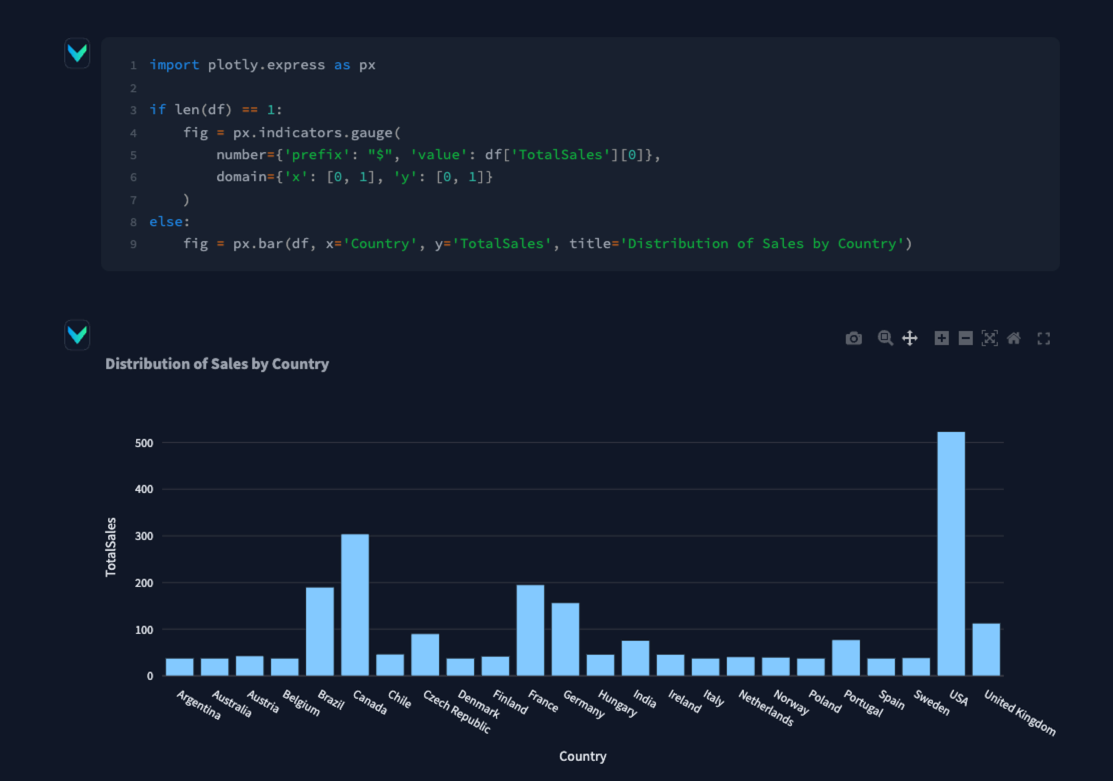 1 import plotly.express as px
2
3 if len(df) == 1:
4     fig = px.indicators.gauge(
5         number={'prefix': "$", 'value': df['TotalSales'][0]},
6         domain={'x': [0, 1], 'y': [0, 1]}
7     )
8 else:
9     fig = px.bar(df, x='Country', y='TotalSales', title='Distribution of Sales by Country')
Distribution of Sales by Country
TotalSales
500
400
300
200
100
0
Argentina
Australia
Austria
Belgium
Brazil
Canada
Chile
Czech Republic
Denmark
Finland
France
Germany
Hungary
India
Ireland
Italy
Netherlands
Norway
Poland
Portugal
Spain
Sweden
USA
United Kingdom
Country